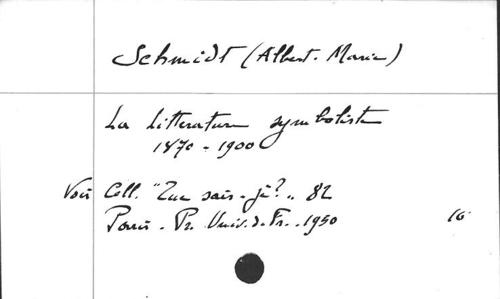 Schmidt (Albert-Marie)
La Littérature symboliste
1870-1900
Voir Coll. "Que sais-je?" 82
Paris. Pr. Univ. de Fr. 1950 16